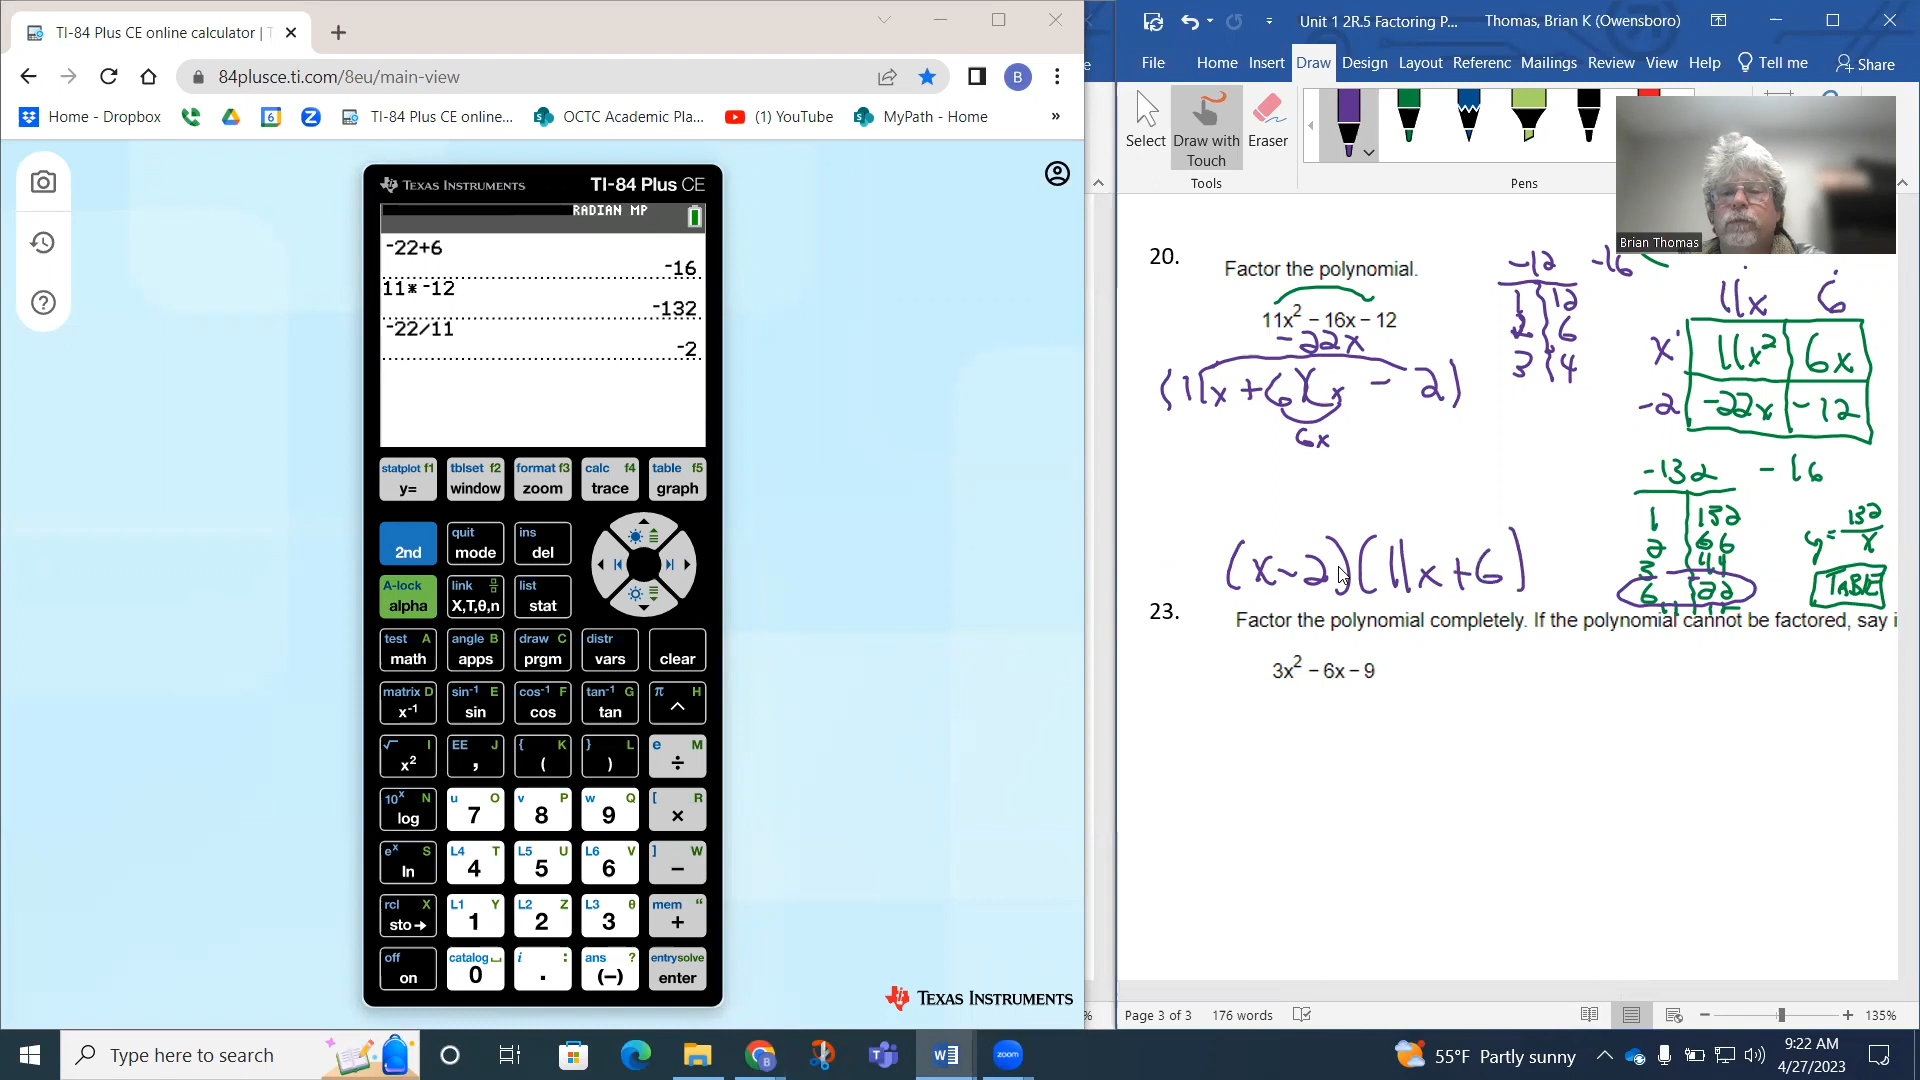 TI-84 Plus CE online calculator | T
84plusce.ti.com/8eu/main-view
B
Home - Dropbox
6
TI-84 Plus CE online...
OCTC Academic Pla...
(1) YouTube
MyPath - Home
»
TEXAS INSTRUMENTS
TI-84 Plus CE
RADIAN MP
-22+6
-16
11*-12
-132
-22/11
-2
statplot f1 tblset f2 format f3 calc f4 table f5
y= window zoom trace graph
quit ins
2nd mode del
A-lock link list
alpha X,T,θ,n stat
test A angle B draw C distr
math apps prgm vars clear
matrix D sin-1 E cos-1 F tan-1 G π H
x-1 sin cos tan ^
√ I EE J { K } L e M
x² , ( ) ÷
10x N u O v P w Q [ R
log 7 8 9 ×
ex S L4 T L5 U L6 V ] W
ln 4 5 6 −
rcl X L1 Y L2 Z L3 θ mem "
sto→ 1 2 3 +
off catalog i : ans ? entry solve
on 0 . (−) enter
TEXAS INSTRUMENTS
Unit 1 2R.5 Factoring P...
Thomas, Brian K (Owensboro)
File Home Insert Draw Design Layout Referenc Mailings Review View Help Tell me Share
Select
Draw with Touch
Eraser
Tools
Pens
Brian Thomas
20.
Factor the polynomial.
11x² − 16x − 12
-22x
(11x + 6)(x - 2)
6x
-12 -16
1 12
2 6
3 4
11x 6
x 11x² 6x
-2 -22x -12
-132 -16
1 132
2 66
3 44
6 22
y = 132/x
TABLE
(x-2)(11x+6)
23.
Factor the polynomial completely. If the polynomial cannot be factored, say i
3x² − 6x − 9
Page 3 of 3
176 words
135%
Type here to search
zoom
55°F Partly sunny
9:22 AM
4/27/2023